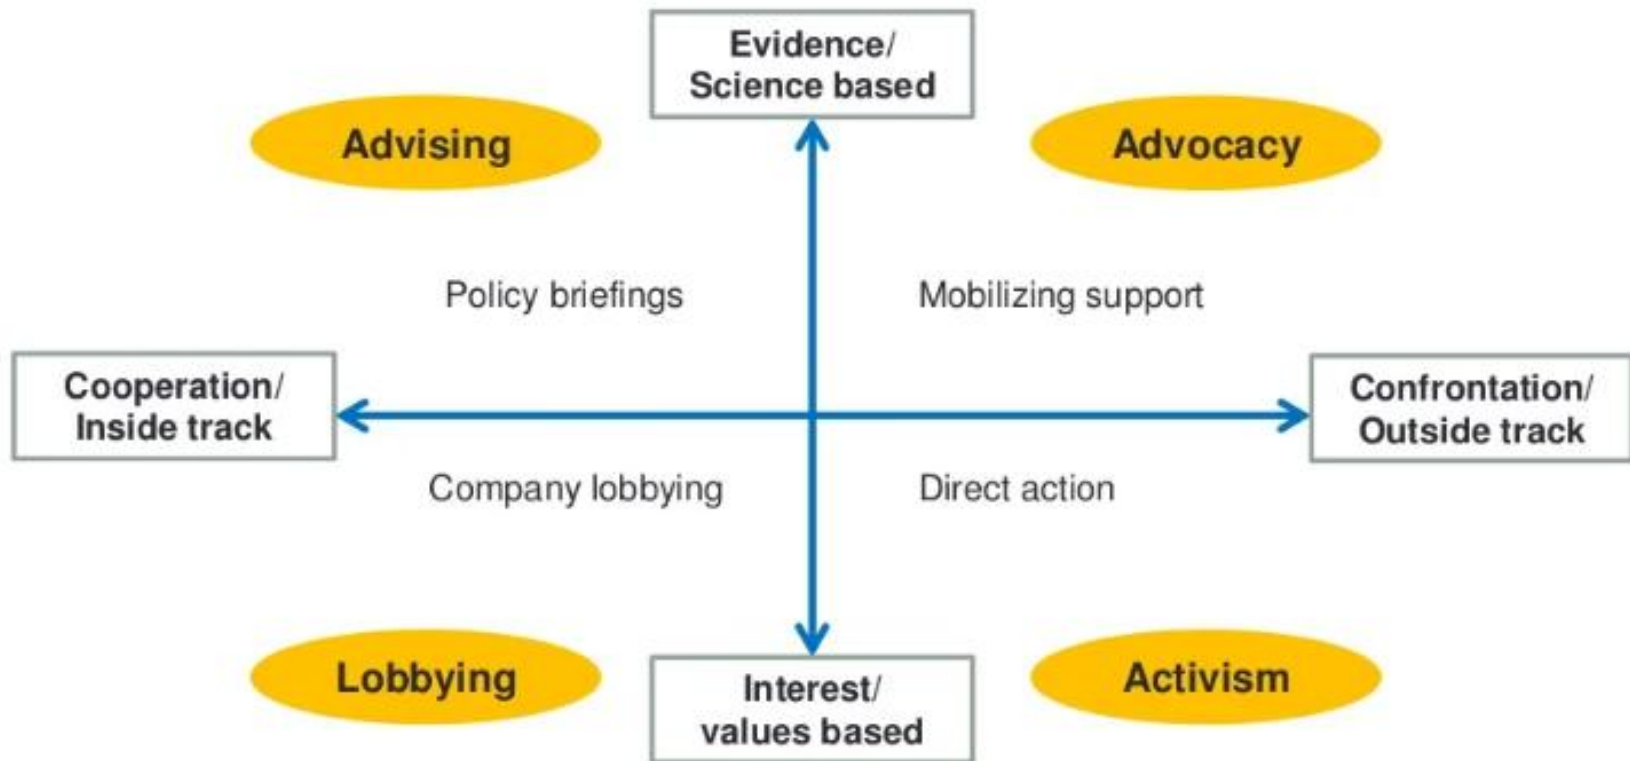 Evidence/
Science based
Advising
Advocacy
Policy briefings
Mobilizing support
Cooperation/
Inside track
Confrontation/
Outside track
Company lobbying
Direct action
Lobbying
Activism
Interest/
values based